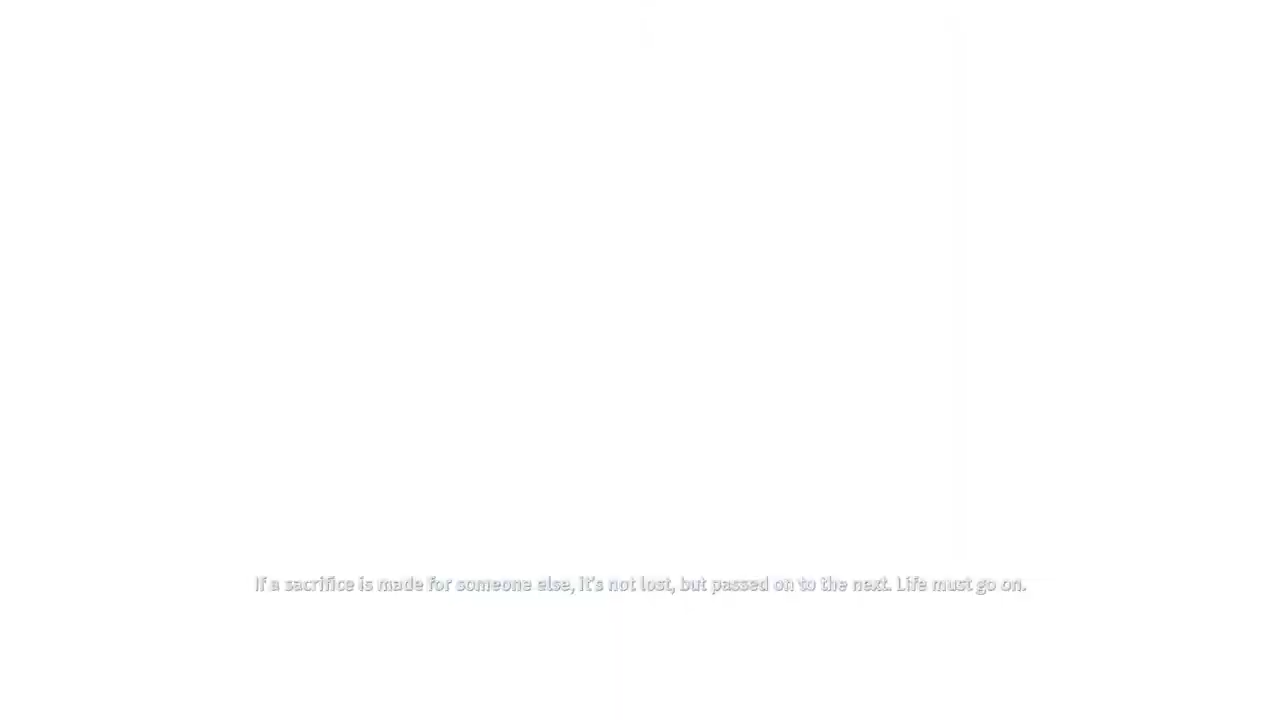 If a sacrifice is made for someone else, it's not lost, but passed on to the next. Life must go on.